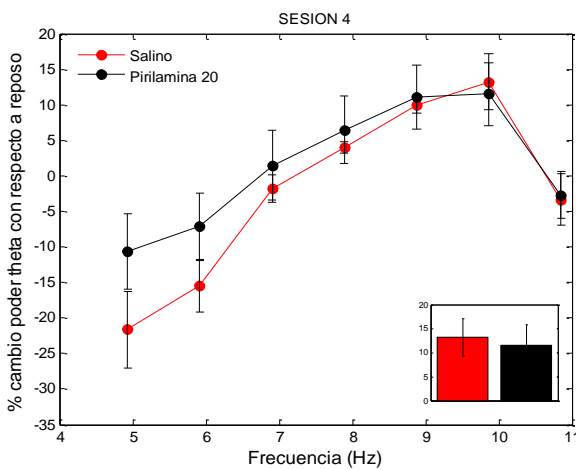 SESION 4
% cambio poder theta con respecto a reposo
20
15
10
5
0
-5
-10
-15
-20
-25
-30
-35
Salino
Pirilamina 20
20
15
10
5
0
4 5 6 7 8 9 10 11
Frecuencia (Hz)